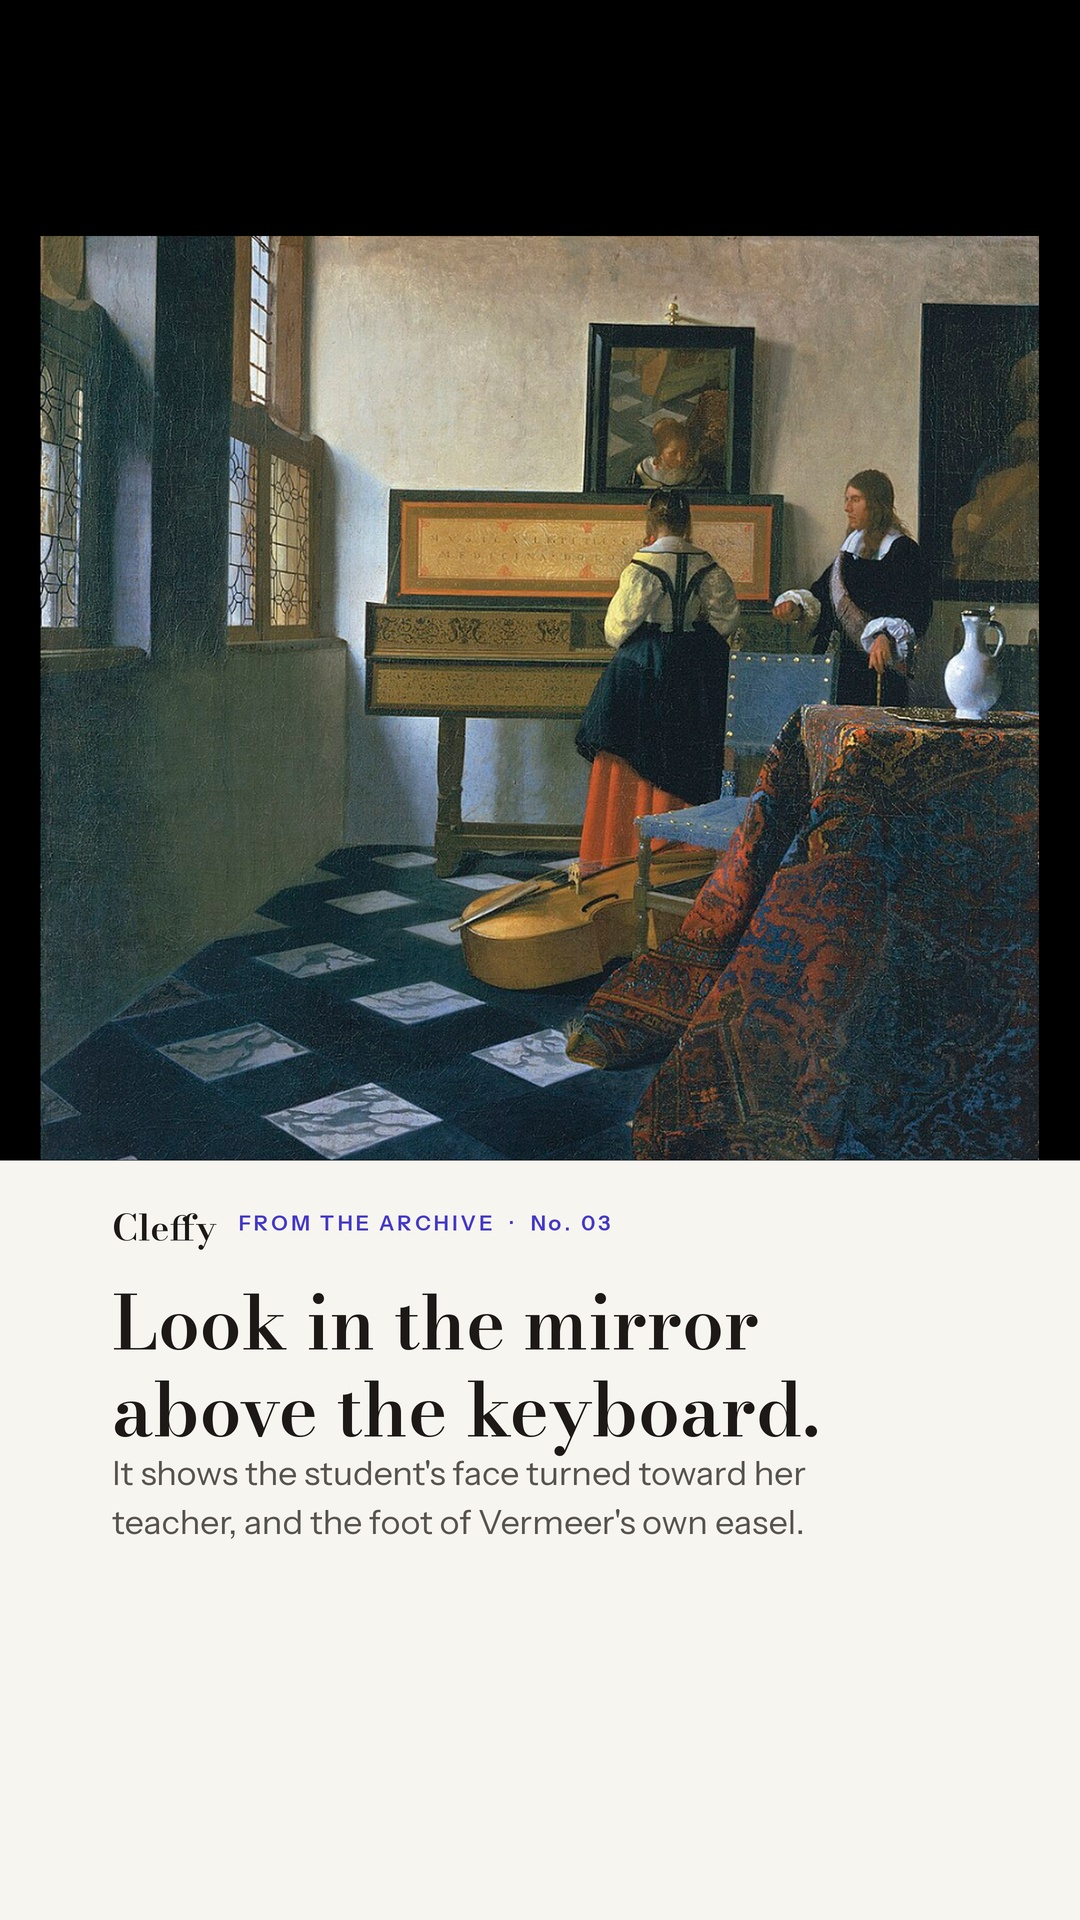 Cleffy FROM THE ARCHIVE · No. 03
Look in the mirror
above the keyboard.
It shows the student's face turned toward her
teacher, and the foot of Vermeer's own easel.